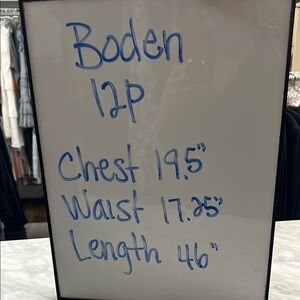 Boden
12P
Chest 19.5"
Waist 17.25"
Length 46"